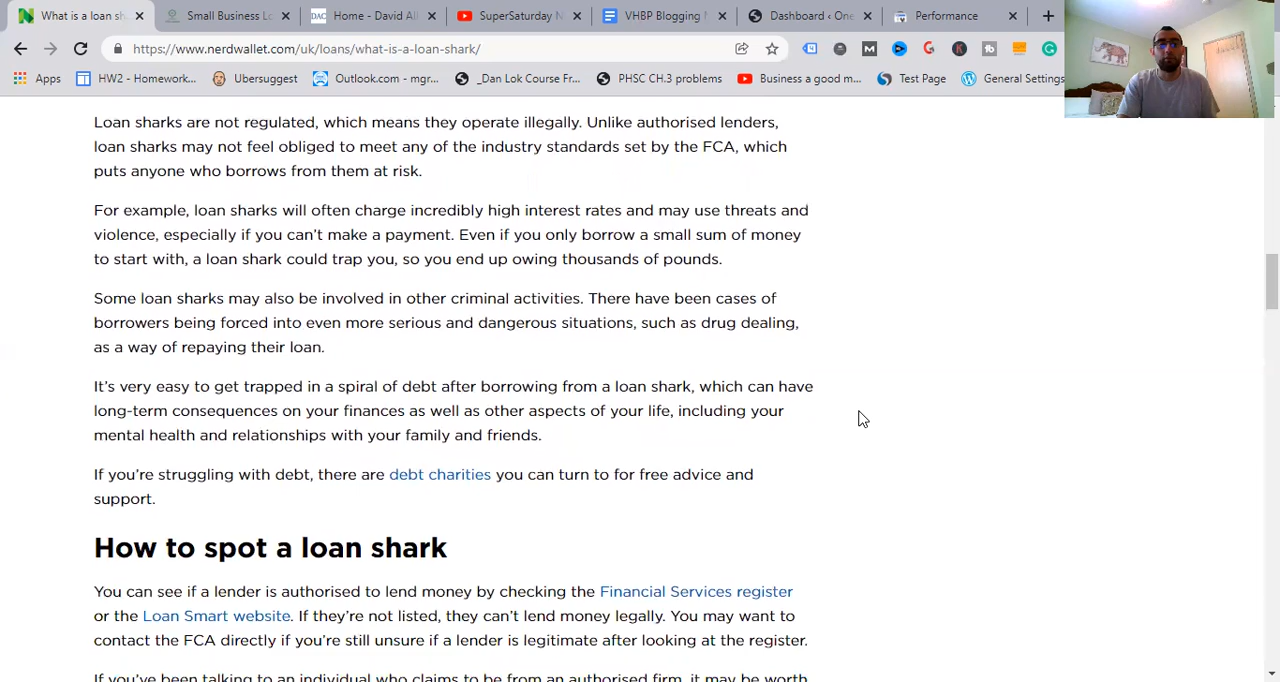 What is a loan sh
Small Business Lo
DAC
Home - David All
SuperSaturday N
VHBP Blogging
Dashboard ‹ One
Performance
https://www.nerdwallet.com/uk/loans/what-is-a-loan-shark/
Apps
HW2 - Homework...
Ubersuggest
Outlook.com - mgr...
_Dan Lok Course Fr...
PHSC CH.3 problems
Business a good m...
Test Page
General Settings
Loan sharks are not regulated, which means they operate illegally. Unlike authorised lenders,
loan sharks may not feel obliged to meet any of the industry standards set by the FCA, which
puts anyone who borrows from them at risk.
For example, loan sharks will often charge incredibly high interest rates and may use threats and
violence, especially if you can't make a payment. Even if you only borrow a small sum of money
to start with, a loan shark could trap you, so you end up owing thousands of pounds.
Some loan sharks may also be involved in other criminal activities. There have been cases of
borrowers being forced into even more serious and dangerous situations, such as drug dealing,
as a way of repaying their loan.
It's very easy to get trapped in a spiral of debt after borrowing from a loan shark, which can have
long-term consequences on your finances as well as other aspects of your life, including your
mental health and relationships with your family and friends.
If you're struggling with debt, there are debt charities you can turn to for free advice and
support.
How to spot a loan shark
You can see if a lender is authorised to lend money by checking the Financial Services register
or the Loan Smart website. If they're not listed, they can't lend money legally. You may want to
contact the FCA directly if you're still unsure if a lender is legitimate after looking at the register.
If you've been talking to an individual who claims to be from an authorised firm, it may be worth